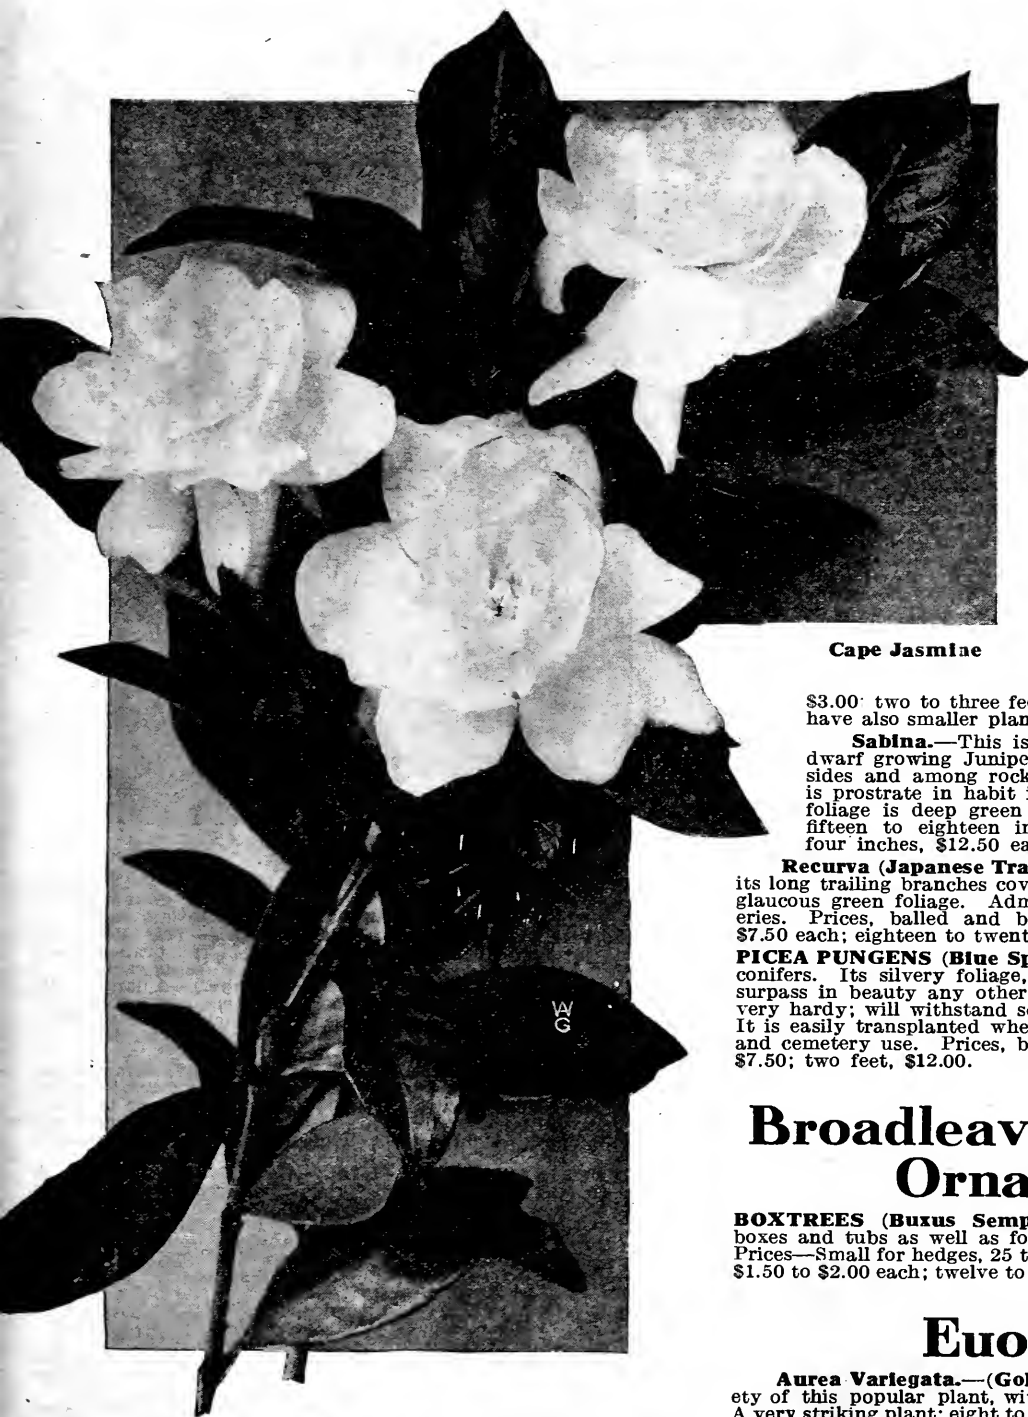 Cape Jasmine
$3.00 two to three fe
have also smaller plan
Sabina.—This is
dwarf growing Junipe
sides and among rock
is prostrate in habit
foliage is deep green
fifteen to eighteen in
four inches, $12.50 ea
Recurva (Japanese Tra
its long trailing branches cov
glaucous green foliage. Adm
eries. Prices, balled and b
$7.50 each; eighteen to twent
PICEA PUNGENS (Blue Sp
conifers. Its silvery foliage,
surpass in beauty any other
very hardy; will withstand s
It is easily transplanted whe
and cemetery use. Prices, b
$7.50; two feet, $12.00.
WAG
Broadleav
Orna
BOXTREES (Buxus Semp
boxes and tubs as well as fo
Prices—Small for hedges, 25 t
$1.50 to $2.00 each; twelve to
Euo
Aurea Variegata.—(Gol
ety of this popular plant, wi
A very striking plant; eight to